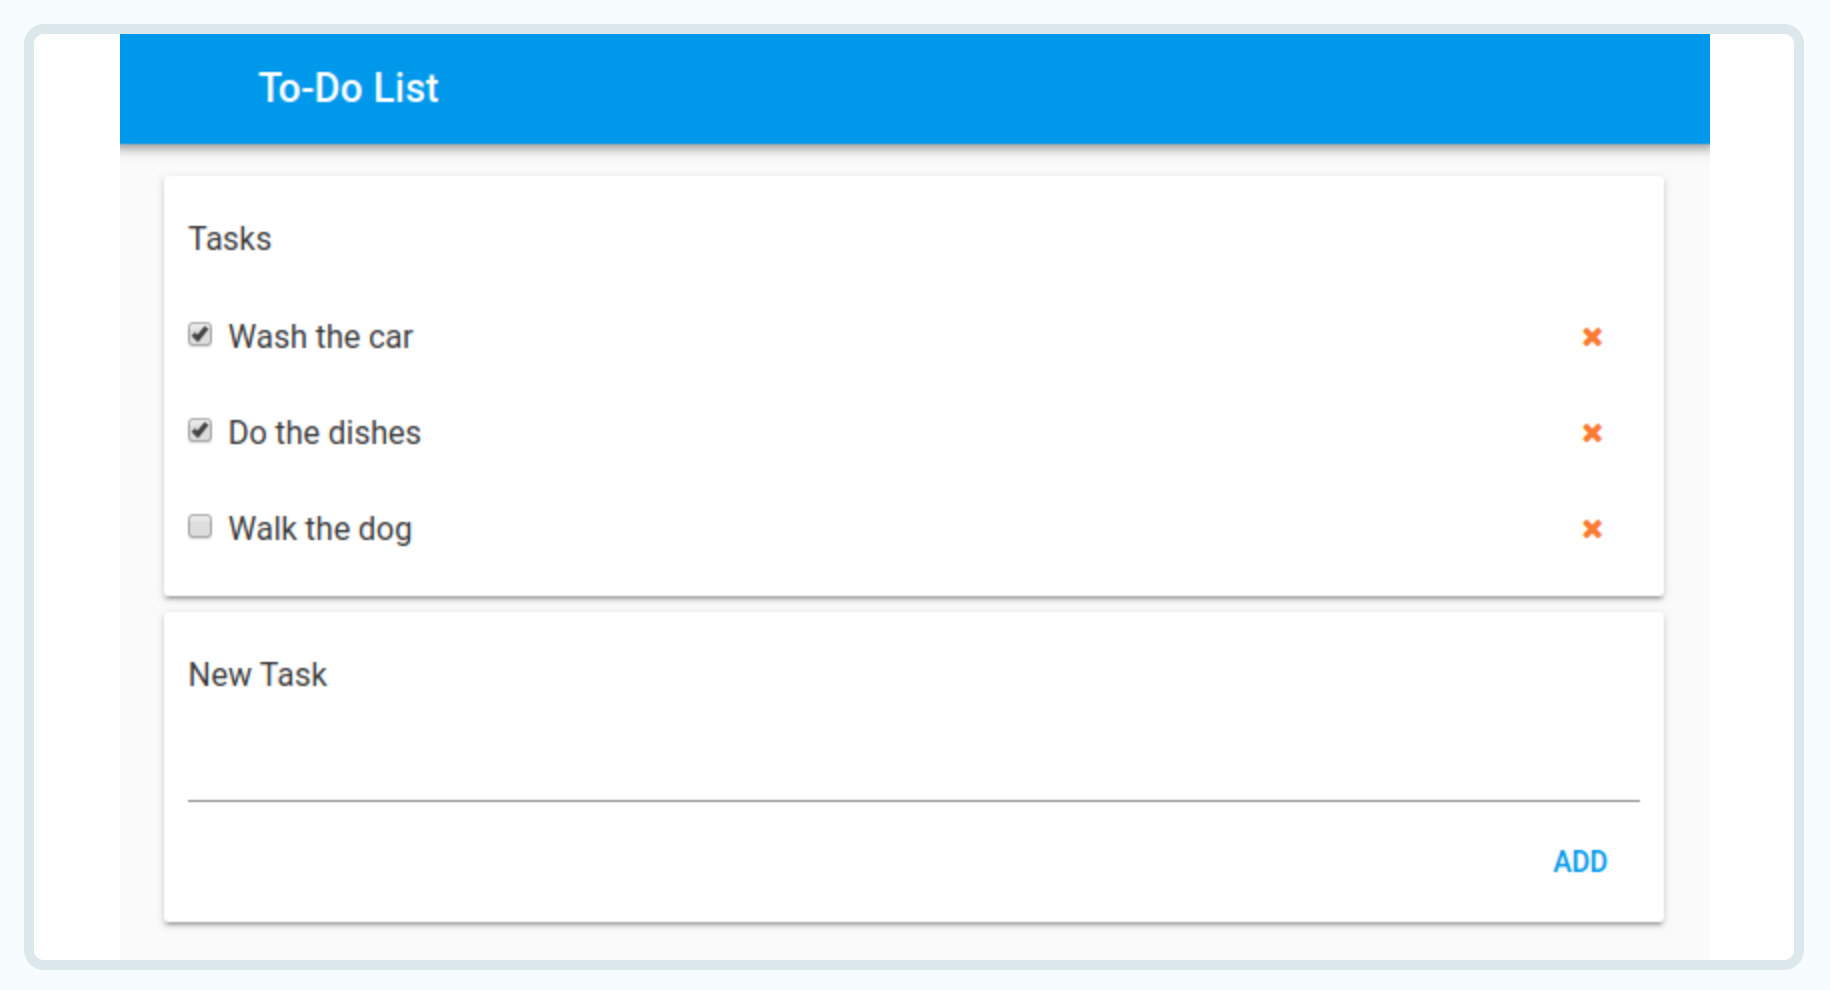 To-Do List
Tasks
Wash the car
Do the dishes
Walk the dog
New Task
ADD